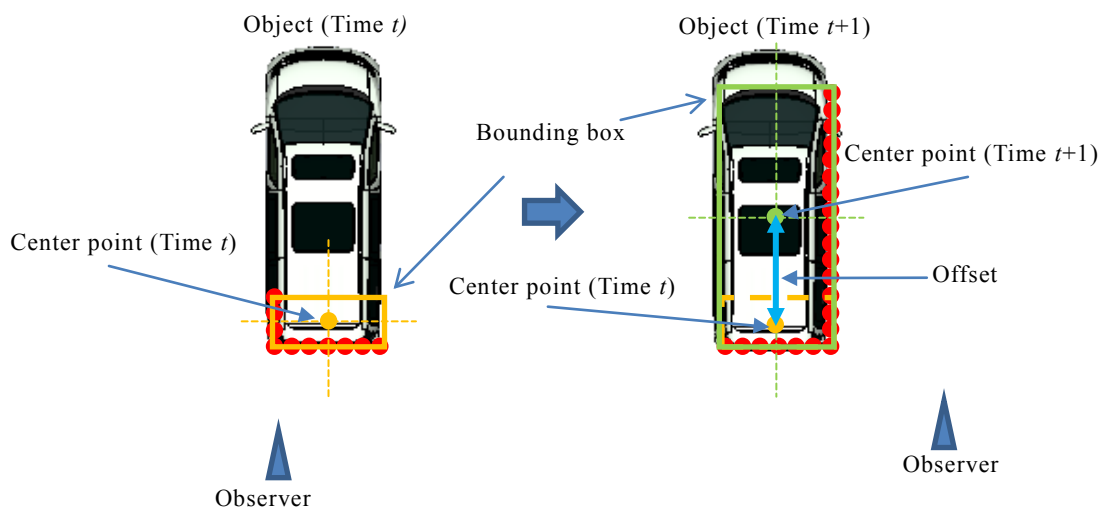 Object (Time t)
Object (Time t+1)
Bounding box
Center point (Time t+1)
Center point (Time t)
Center point (Time t)
Offset
Observer
Observer